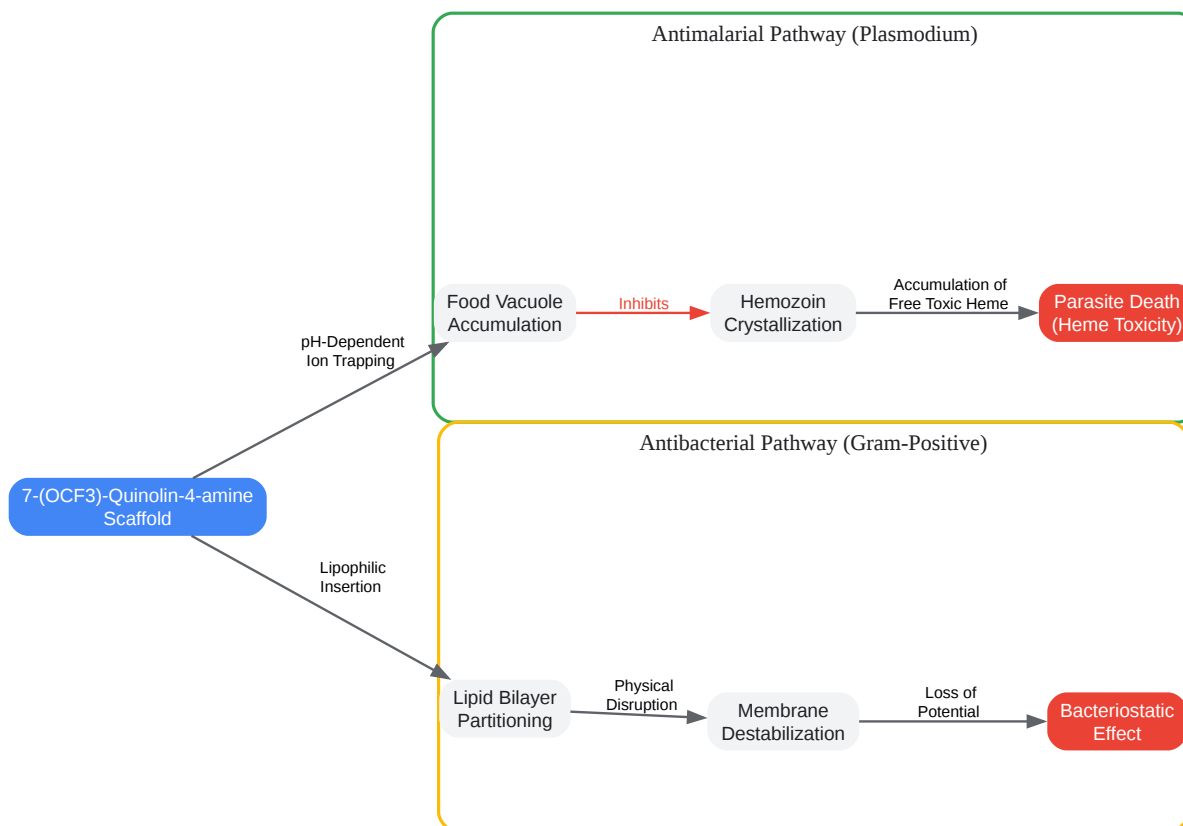 Antimalarial Pathway (Plasmodium)
Food Vacuole
Accumulation
Inhibits
Hemozoin
Crystallization
Accumulation of
Free Toxic Heme
Parasite Death
(Heme Toxicity)
pH-Dependent
Ion Trapping
Antibacterial Pathway (Gram-Positive)
7-(OCF3)-Quinolin-4-amine
Scaffold
Lipophilic
Insertion
Lipid Bilayer
Partitioning
Physical
Disruption
Membrane
Destabilization
Loss of
Potential
Bacteriostatic
Effect